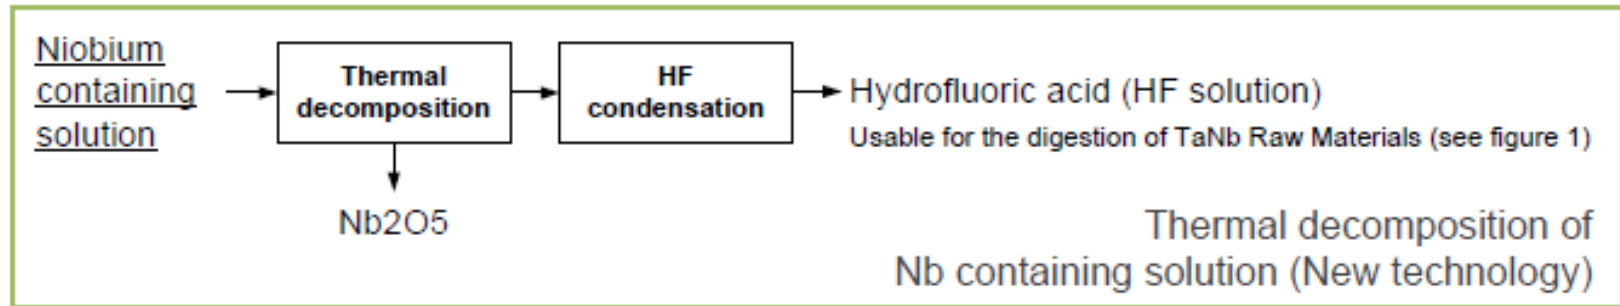 Niobium
containing
solution
Thermal
decomposition
HF
condensation
Hydrofluoric acid (HF solution)
Usable for the digestion of TaNb Raw Materials (see figure 1)
Nb2O5
Thermal decomposition of
Nb containing solution (New technology)